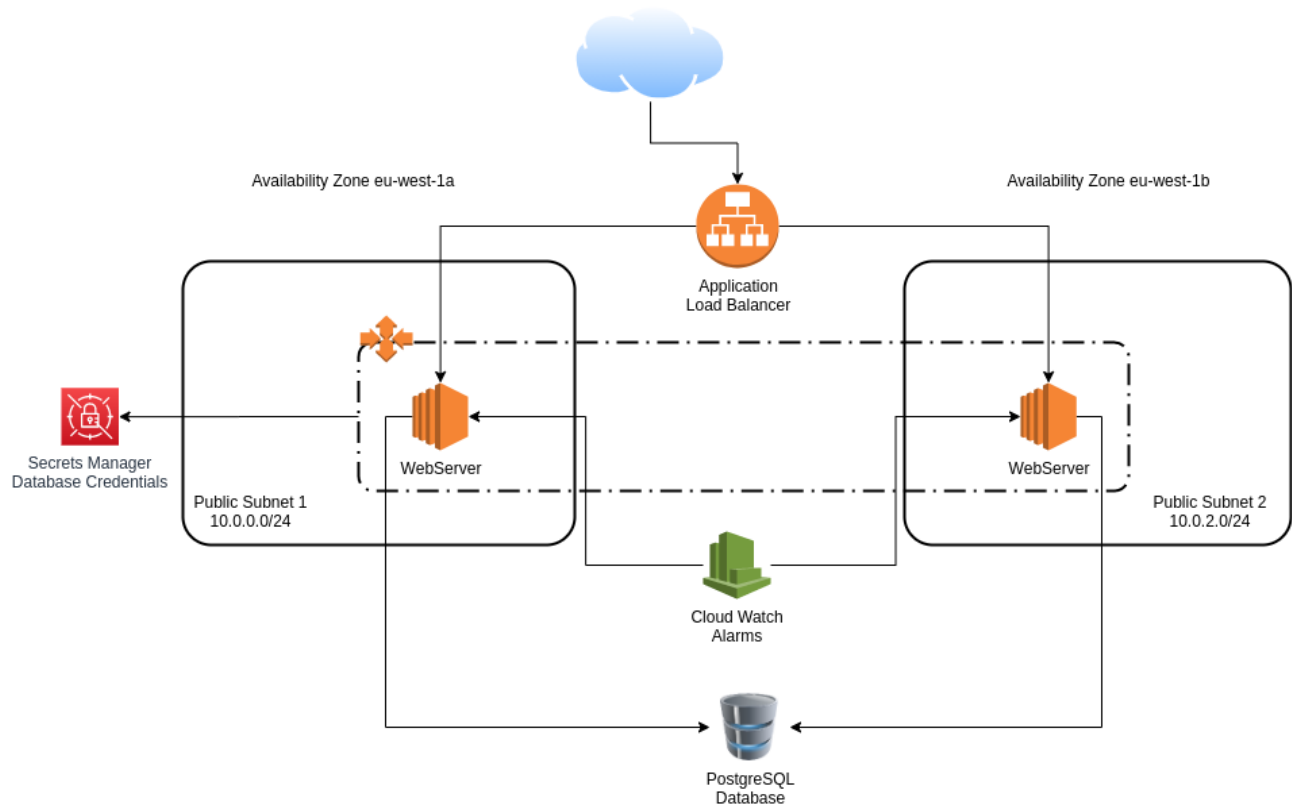 Availability Zone eu-west-1a
Availability Zone eu-west-1b
Application
Load Balancer
WebServer
WebServer
Secrets Manager
Database Credentials
Public Subnet 1
10.0.0.0/24
Public Subnet 2
10.0.2.0/24
Cloud Watch
Alarms
PostgreSQL
Database